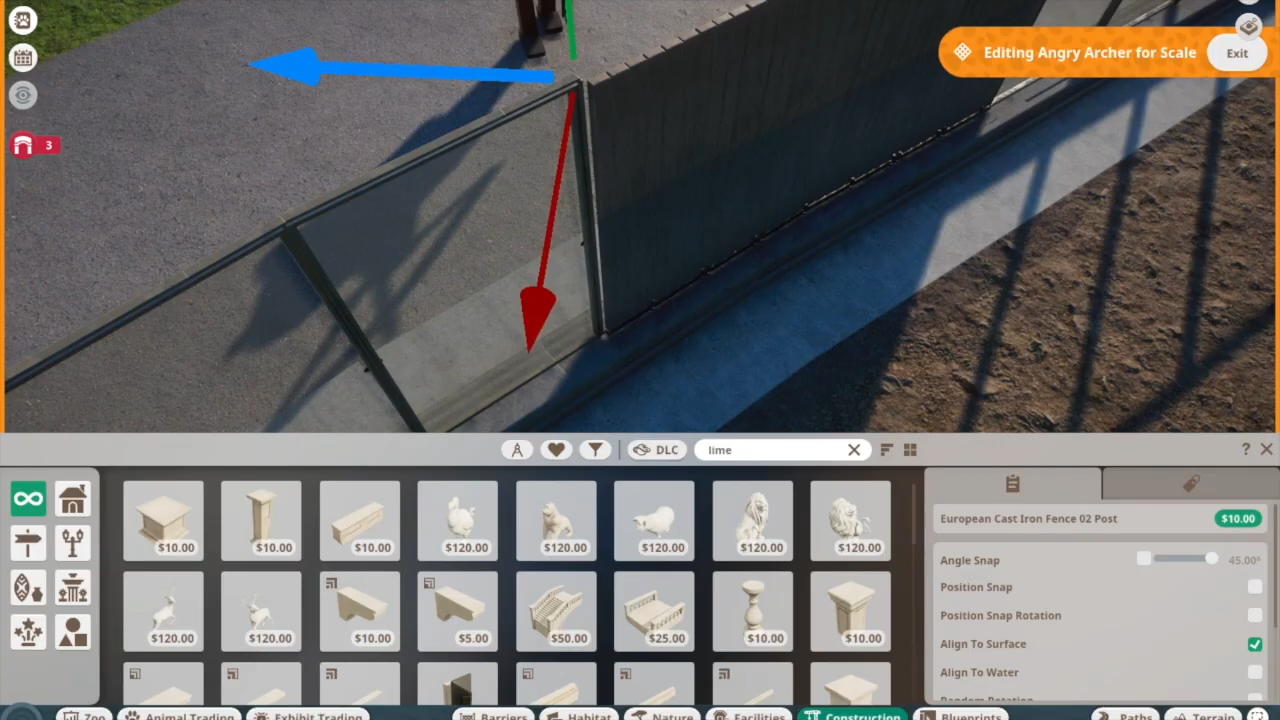 Editing Angry Archer for Scale
Exit
3
DLC
lime
?
European Cast Iron Fence 02 Post
$10.00
$10.00
$10.00
$10.00
$120.00
$120.00
$120.00
$120.00
$120.00
Angle Snap
45.00°
Position Snap
Position Snap Rotation
Align To Surface
Align To Water
Random Rotation
$120.00
$120.00
$10.00
$5.00
$50.00
$25.00
$10.00
$10.00
Zoo
Animal Trading
Exhibit Trading
Barriers
Habitat
Nature
Facilities
Construction
Blueprints
Paths
Terrain